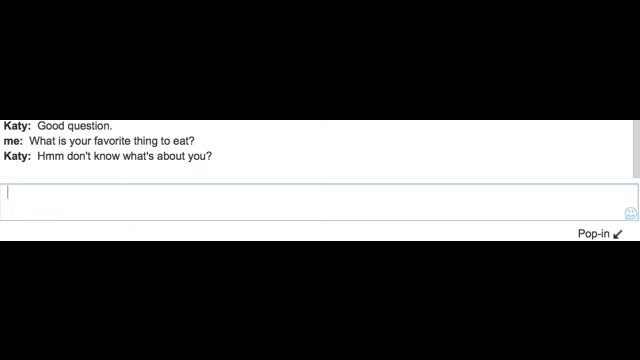 Katy: Good question.
me: What is your favorite thing to eat?
Katy: Hmm don't know what's about you?
Pop-in